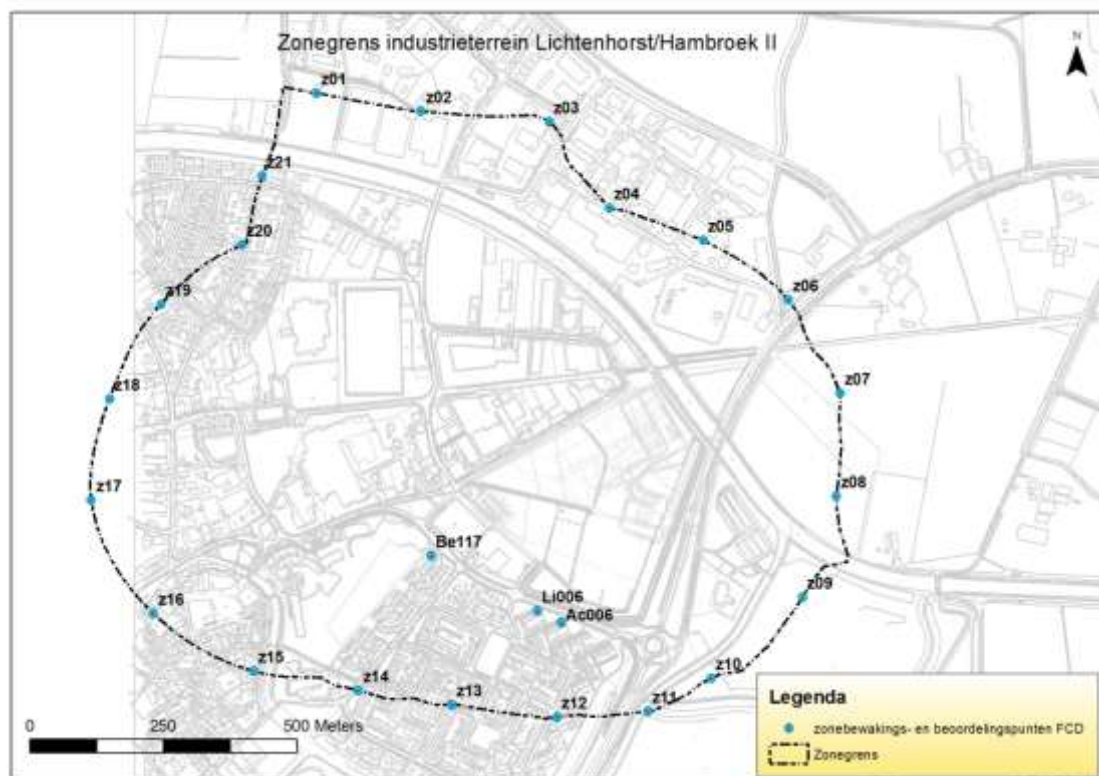 Zonegrens industrieterrein Lichtenhorst/Hambroek II
N
z01
z02
z03
z21
z04
z05
z20
z06
z19
z07
z18
z08
z17
Be117
z09
Li006
Ac006
z16
z15
z10
z14
z13
z12
z11
Legenda
zonebewakings- en beoordelingspunten FCD
Zonegrens
0 250 500 Meters